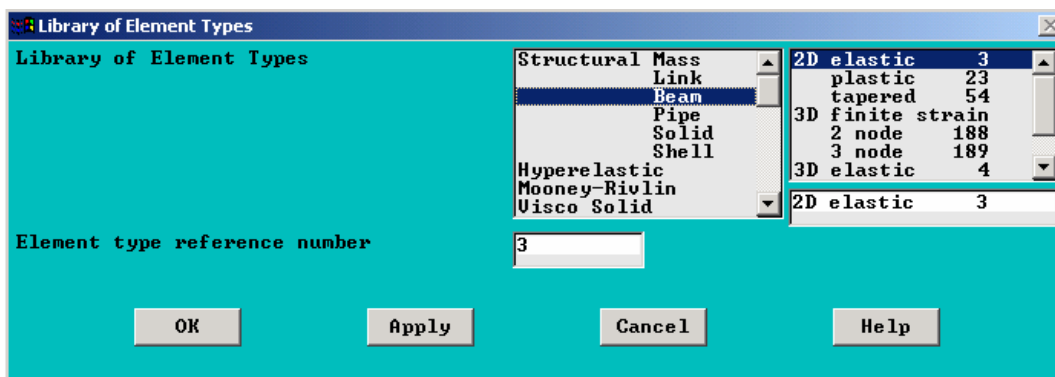 Library of Element Types
Library of Element Types
Structural Mass
Link
Beam
Pipe
Solid
Shell
Hyperelastic
Mooney-Rivlin
Visco Solid
2D elastic 3
plastic 23
tapered 54
3D finite strain
2 node 188
3 node 189
3D elastic 4
2D elastic 3
Element type reference number
3
OK Apply Cancel Help